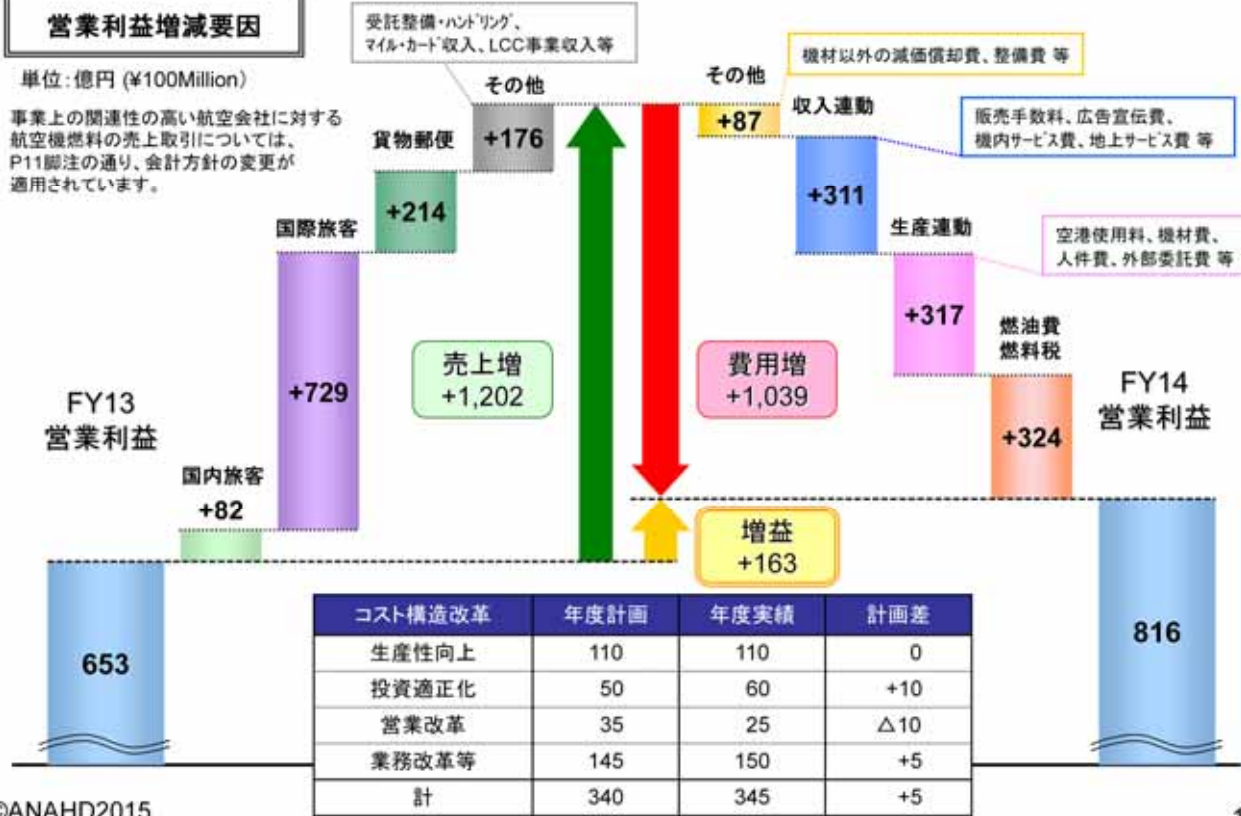 営業利益増減要因
単位:億円 (¥100Million)
事業上の関連性の高い航空会社に対する
航空機燃料の売上取引については、
P11脚注の通り、会計方針の変更が
適用されています。
受託整備・ハンドリング、
マイル・カード収入、LCC事業収入等
その他
+176
貨物郵便
+214
国際旅客
+729
国内旅客
+82
FY13
営業利益
653
売上増
+1,202
費用増
+1,039
増益
+163
その他
+87
機材以外の減価償却費、整備費 等
収入連動
+311
販売手数料、広告宣伝費、
機内サービス費、地上サービス費 等
生産連動
+317
空港使用料、機材費、
人件費、外部委託費 等
燃油費
燃料税
+324
FY14
営業利益
816
コスト構造改革 年度計画 年度実績 計画差
生産性向上 110 110 0
投資適正化 50 60 +10
営業改革 35 25 △10
業務改革等 145 150 +5
計 340 345 +5
©ANAHD2015